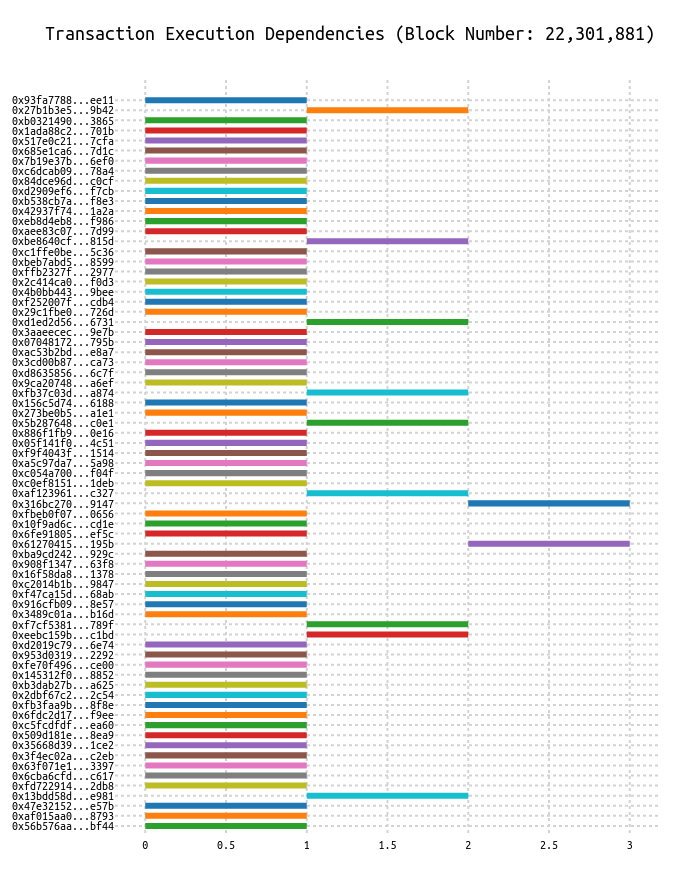 Transaction Execution Dependencies (Block Number: 22,301,881)
0x93fa7788...ee11
0x27b1b3e5...9b42
0xb0321490...3865
0x1ada88c2...701b
0x517e0c21...7cfa
0x685e1ca6...7d1c
0x7b19e37b...6ef0
0xc6dcab09...78a4
0x84dce96d...c0cf
0xd2909ef6...f7cb
0xb538cb7a...f8e3
0x42937f74...1a2a
0xeb8d4eb8...f986
0xaee83c07...7d99
0xbe8640cf...815d
0xc1ffe0be...5c36
0xbeb7abd5...8599
0xffb2327f...2977
0x2c414ca0...f0d3
0x4b0bb443...9bee
0xf252007f...cdb4
0x29c1fbe0...726d
0xd1ed2d56...6731
0x3aaeecec...9e7b
0x07048172...795b
0xac53b2bd...e8a7
0x3cd00b87...ca73
0xd8635856...6c7f
0x9ca20748...a6ef
0xfb37c03d...a874
0x156c5d74...6188
0x273be0b5...a1e1
0x5b287648...c0e1
0x886f1fb9...0e16
0x05f141f0...4c51
0xf9f4043f...1514
0xa5c97da7...5a98
0xc054a700...f04f
0xc0ef8151...1deb
0xaf123961...c327
0x316bc270...9147
0xfbeb0f07...0656
0x10f9ad6c...cd1e
0x6fe91805...ef5c
0x61270415...195b
0xba9cd242...929c
0x908f1347...63f8
0x16f58da8...1378
0xc2014b1b...9847
0xf47ca15d...68ab
0x916cfb09...8e57
0x3489c01a...b16d
0xf7cf5381...789f
0xeebc159b...c1bd
0xd2019c79...6e74
0x953d0319...2292
0xfe70f496...ce00
0x145312f0...8852
0xb3dab27b...a625
0x2dbf67c2...2c54
0xfb3faa9b...8f8e
0x6fdc2d17...f9ee
0xc5fcdfdf...ea60
0x509d181e...8ea9
0x35668d39...1ce2
0x3f4ec02a...c2eb
0x63f071e1...3397
0x6cba6cfd...c617
0xfd722914...2db8
0x13bdd58d...e981
0x47e32152...e57b
0xaf015aa0...8793
0x56b576aa...bf44
0 0.5 1 1.5 2 2.5 3